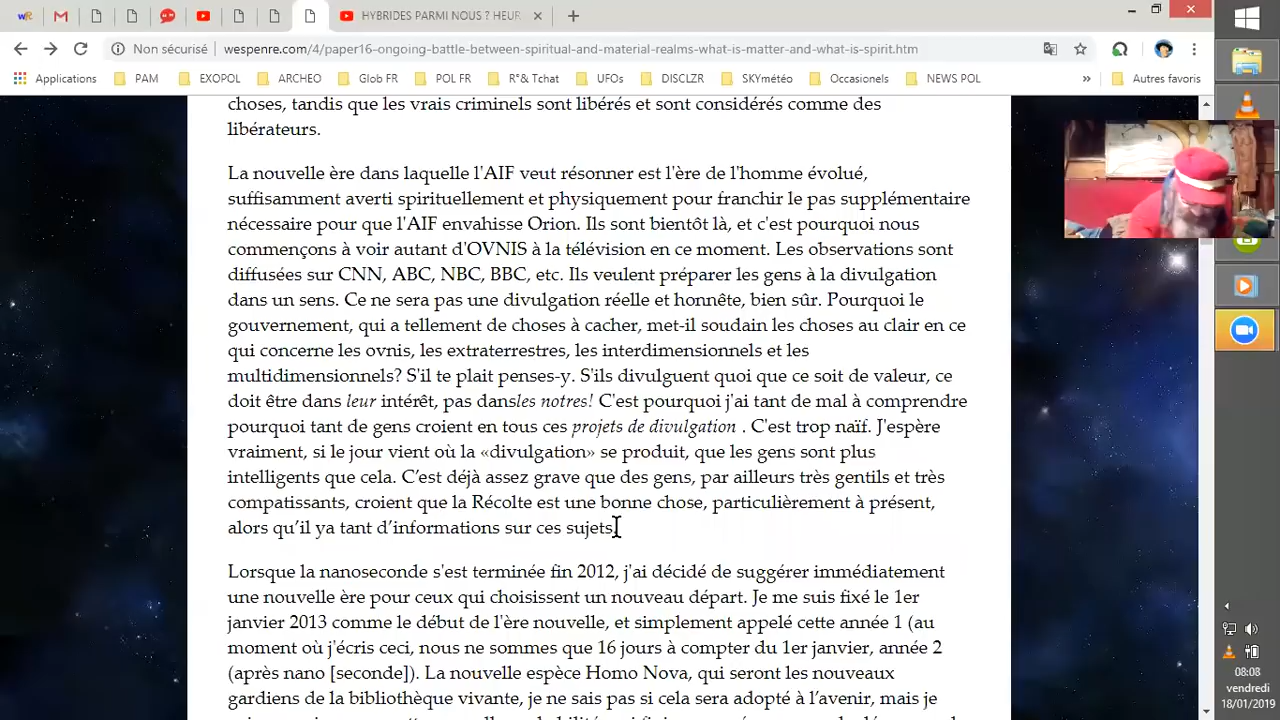 HYBRIDES PARMI NOUS ? HEUR
Non sécurisé
wespenre.com/4/paper16-ongoing-battle-between-spiritual-and-material-realms-what-is-matter-and-what-is-spirit.htm
Applications PAM EXOPOL ARCHEO Glob FR POL FR R°& Tchat UFOs DISCLZR SKYmétéo Occasionels NEWS POL » Autres favoris
choses, tandis que les vrais criminels sont libérés et sont considérés comme des
libérateurs.
La nouvelle ère dans laquelle l'AIF veut résonner est l'ère de l'homme évolué,
suffisamment averti spirituellement et physiquement pour franchir le pas supplémentaire
nécessaire pour que l'AIF envahisse Orion. Ils sont bientôt là, et c'est pourquoi nous
commençons à voir autant d'OVNIS à la télévision en ce moment. Les observations sont
diffusées sur CNN, ABC, NBC, BBC, etc. Ils veulent préparer les gens à la divulgation
dans un sens. Ce ne sera pas une divulgation réelle et honnête, bien sûr. Pourquoi le
gouvernement, qui a tellement de choses à cacher, met-il soudain les choses au clair en ce
qui concerne les ovnis, les extraterrestres, les interdimensionnels et les
multidimensionnels? S'il te plait penses-y. S'ils divulguent quoi que ce soit de valeur, ce
doit être dans leur intérêt, pas dansles notres! C'est pourquoi j'ai tant de mal à comprendre
pourquoi tant de gens croient en tous ces projets de divulgation . C'est trop naïf. J'espère
vraiment, si le jour vient où la «divulgation» se produit, que les gens sont plus
intelligents que cela. C’est déjà assez grave que des gens, par ailleurs très gentils et très
compatissants, croient que la Récolte est une bonne chose, particulièrement à présent,
alors qu’il ya tant d’informations sur ces sujets.
Lorsque la nanoseconde s'est terminée fin 2012, j'ai décidé de suggérer immédiatement
une nouvelle ère pour ceux qui choisissent un nouveau départ. Je me suis fixé le 1er
janvier 2013 comme le début de l'ère nouvelle, et simplement appelé cette année 1 (au
moment où j'écris ceci, nous ne sommes que 16 jours à compter du 1er janvier, année 2
(après nano [seconde]). La nouvelle espèce Homo Nova, qui seront les nouveaux
gardiens de la bibliothèque vivante, je ne sais pas si cela sera adopté à l’avenir, mais je
08:08
vendredi
18/01/2019